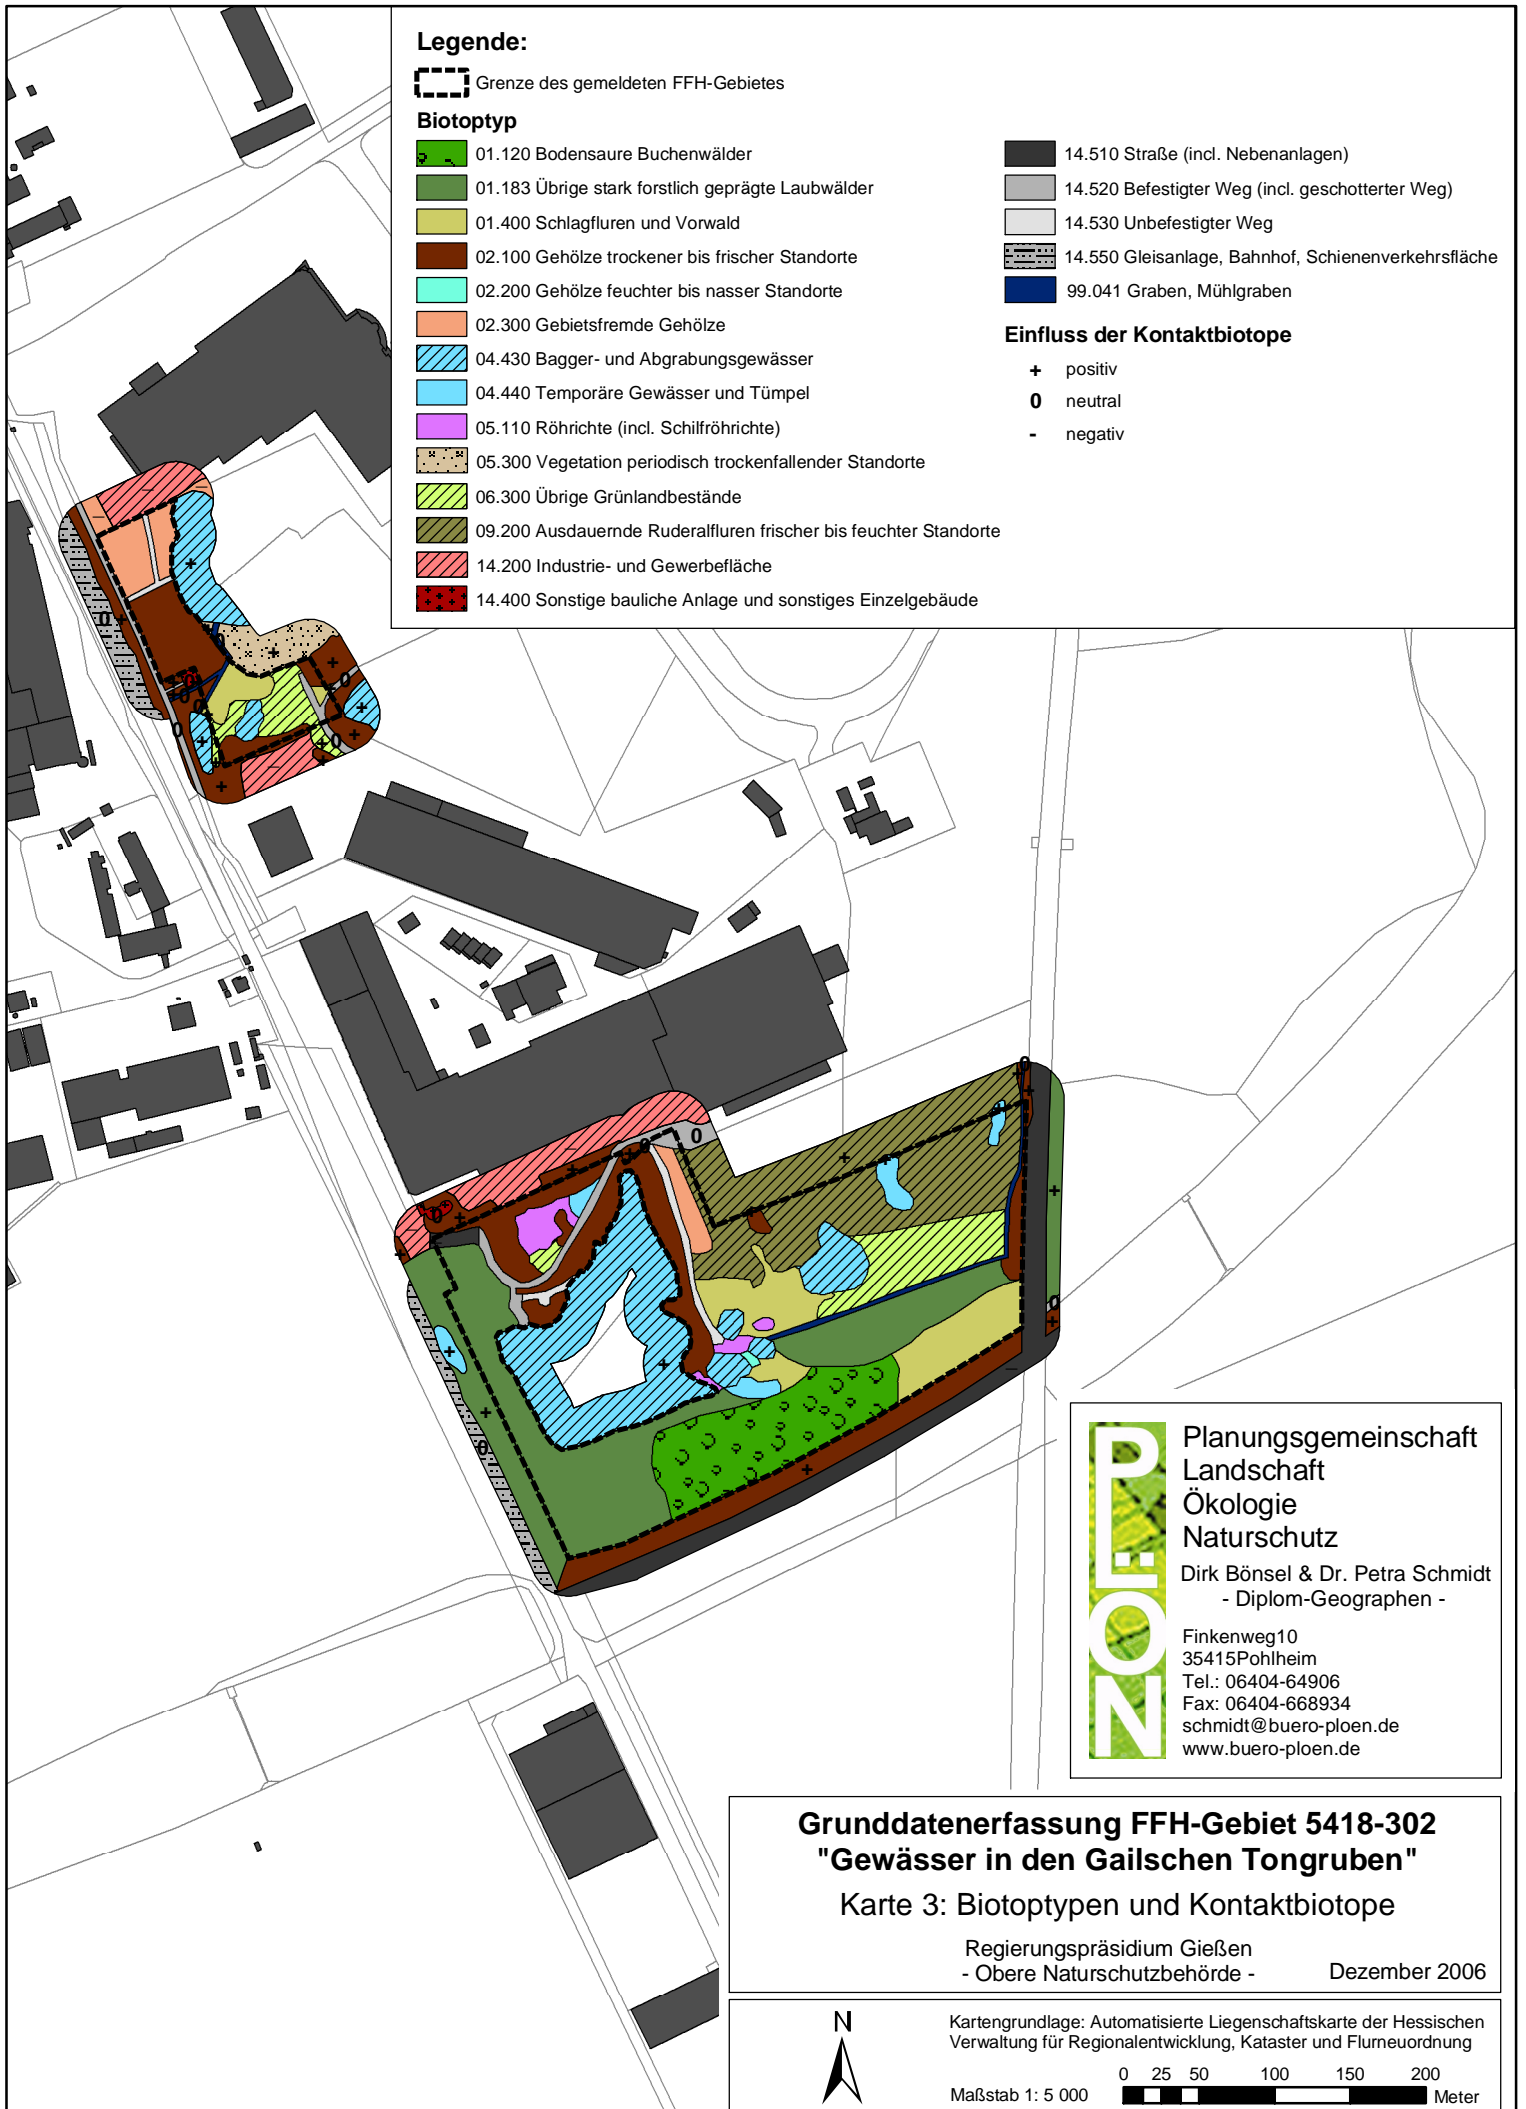 Legende:
Grenze des gemeldeten FFH-Gebietes
Biotoptyp
01.120 Bodensaure Buchenwälder
01.183 Übrige stark forstlich geprägte Laubwälder
01.400 Schlagfluren und Vorwald
02.100 Gehölze trockener bis frischer Standorte
02.200 Gehölze feuchter bis nasser Standorte
02.300 Gebietsfremde Gehölze
04.430 Bagger- und Abgrabungsgewässer
04.440 Temporäre Gewässer und Tümpel
05.110 Röhrichte (incl. Schilfröhrichte)
05.300 Vegetation periodisch trockenfallender Standorte
06.300 Übrige Grünlandbestände
09.200 Ausdauernde Ruderalfluren frischer bis feuchter Standorte
14.200 Industrie- und Gewerbefläche
14.400 Sonstige bauliche Anlage und sonstiges Einzelgebäude
14.510 Straße (incl. Nebenanlagen)
14.520 Befestigter Weg (incl. geschotterter Weg)
14.530 Unbefestigter Weg
14.550 Gleisanlage, Bahnhof, Schienenverkehrsfläche
99.041 Graben, Mühlgraben
Einfluss der Kontaktbiotope
+ positiv
0 neutral
- negativ
PLÖN
Planungsgemeinschaft
Landschaft
Ökologie
Naturschutz
Dirk Bönsel & Dr. Petra Schmidt
- Diplom-Geographen -
Finkenweg10
35415Pohlheim
Tel.: 06404-64906
Fax: 06404-668934
schmidt@buero-ploen.de
www.buero-ploen.de
Grunddatenerfassung FFH-Gebiet 5418-302
"Gewässer in den Gailschen Tongruben"
Karte 3: Biotoptypen und Kontaktbiotope
Regierungspräsidium Gießen
- Obere Naturschutzbehörde - Dezember 2006
N
Kartengrundlage: Automatisierte Liegenschaftskarte der Hessischen
Verwaltung für Regionalentwicklung, Kataster und Flurneuordnung
0 25 50 100 150 200
Maßstab 1: 5 000 Meter